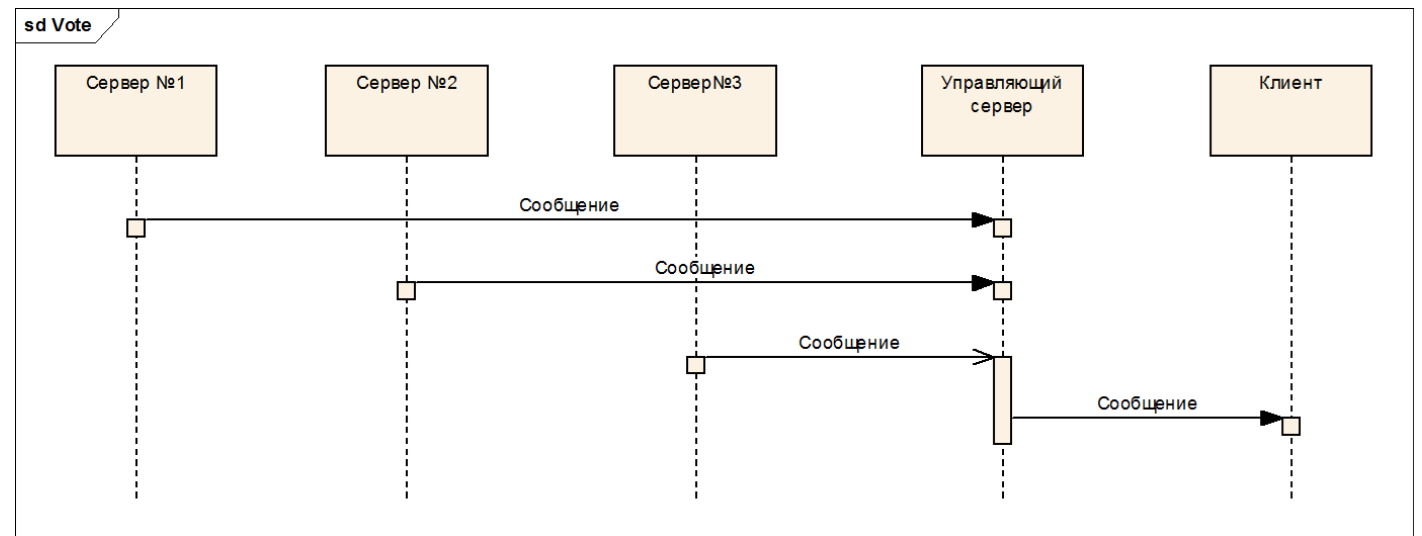 sd Vote
Сервер №1
Сервер №2
Сервер№3
Управляющий
сервер
Клиент
Сообщение
Сообщение
Сообщение
Сообщение